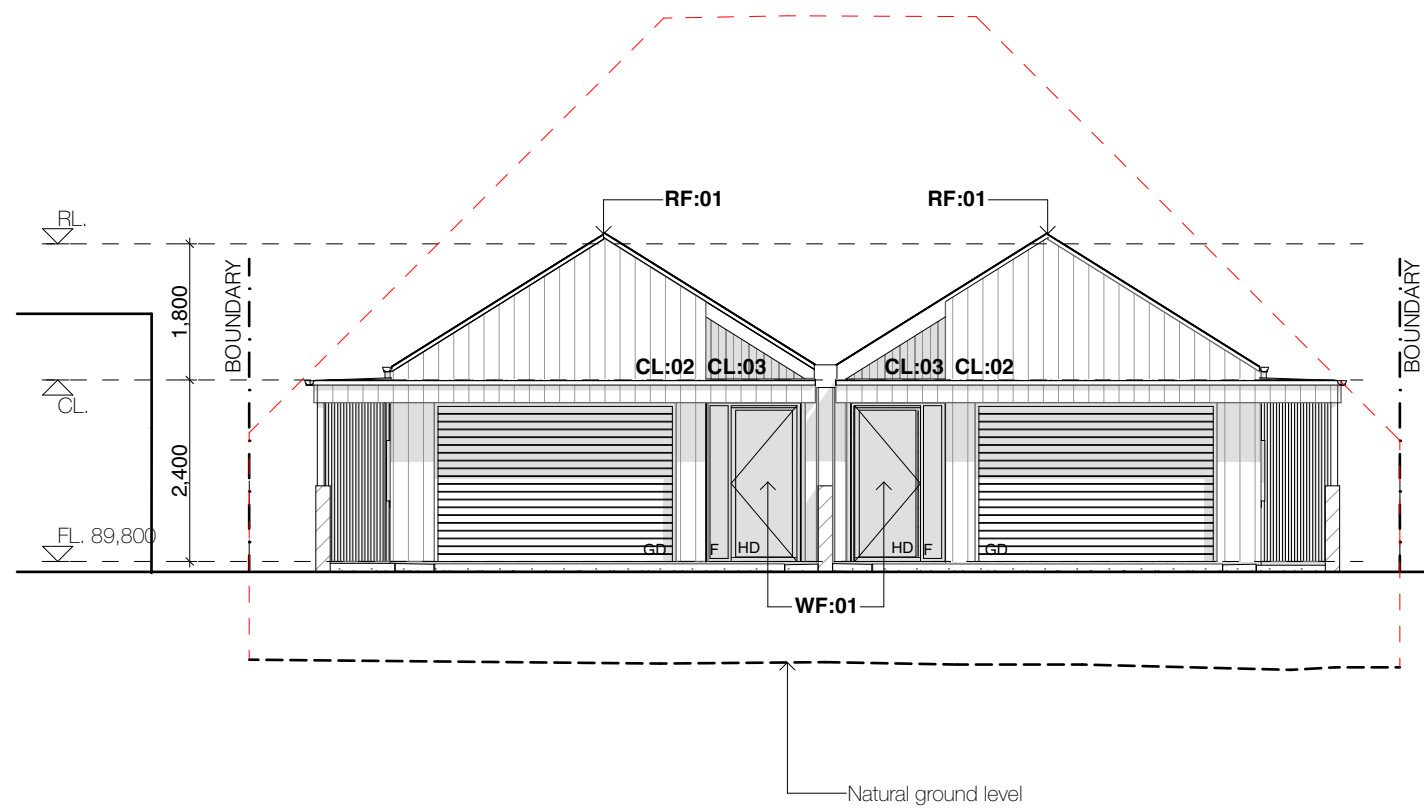 RF:01
RF:01
RL.
BOUNDARY
BOUNDARY
1,800
CL:02
CL:03
CL:03
CL:02
CL.
2,400
FL. 89,800
GD
F
HD
HD
F
GD
WF:01
Natural ground level